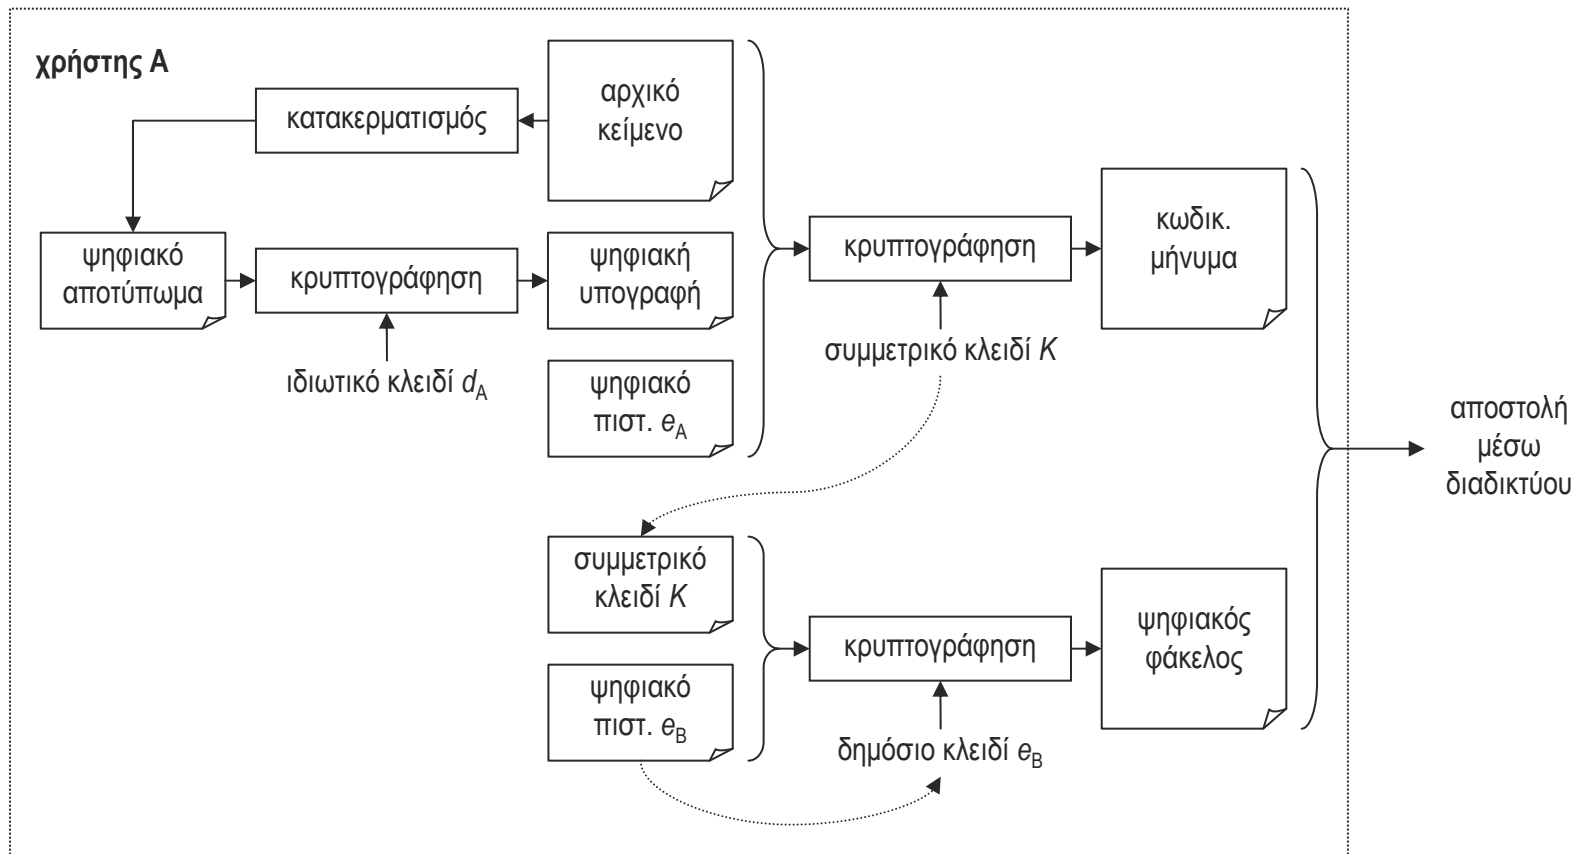 χρήστης Α
αρχικό
κείμενο
κατακερματισμός
ψηφιακό
αποτύπωμα
κρυπτογράφηση
ιδιωτικό κλειδί dA
ψηφιακή
υπογραφή
ψηφιακό
πιστ. eA
κρυπτογράφηση
συμμετρικό κλειδί K
κωδικ.
μήνυμα
συμμετρικό
κλειδί K
ψηφιακό
πιστ. eB
κρυπτογράφηση
δημόσιο κλειδί eB
ψηφιακός
φάκελος
αποστολή
μέσω
διαδικτύου